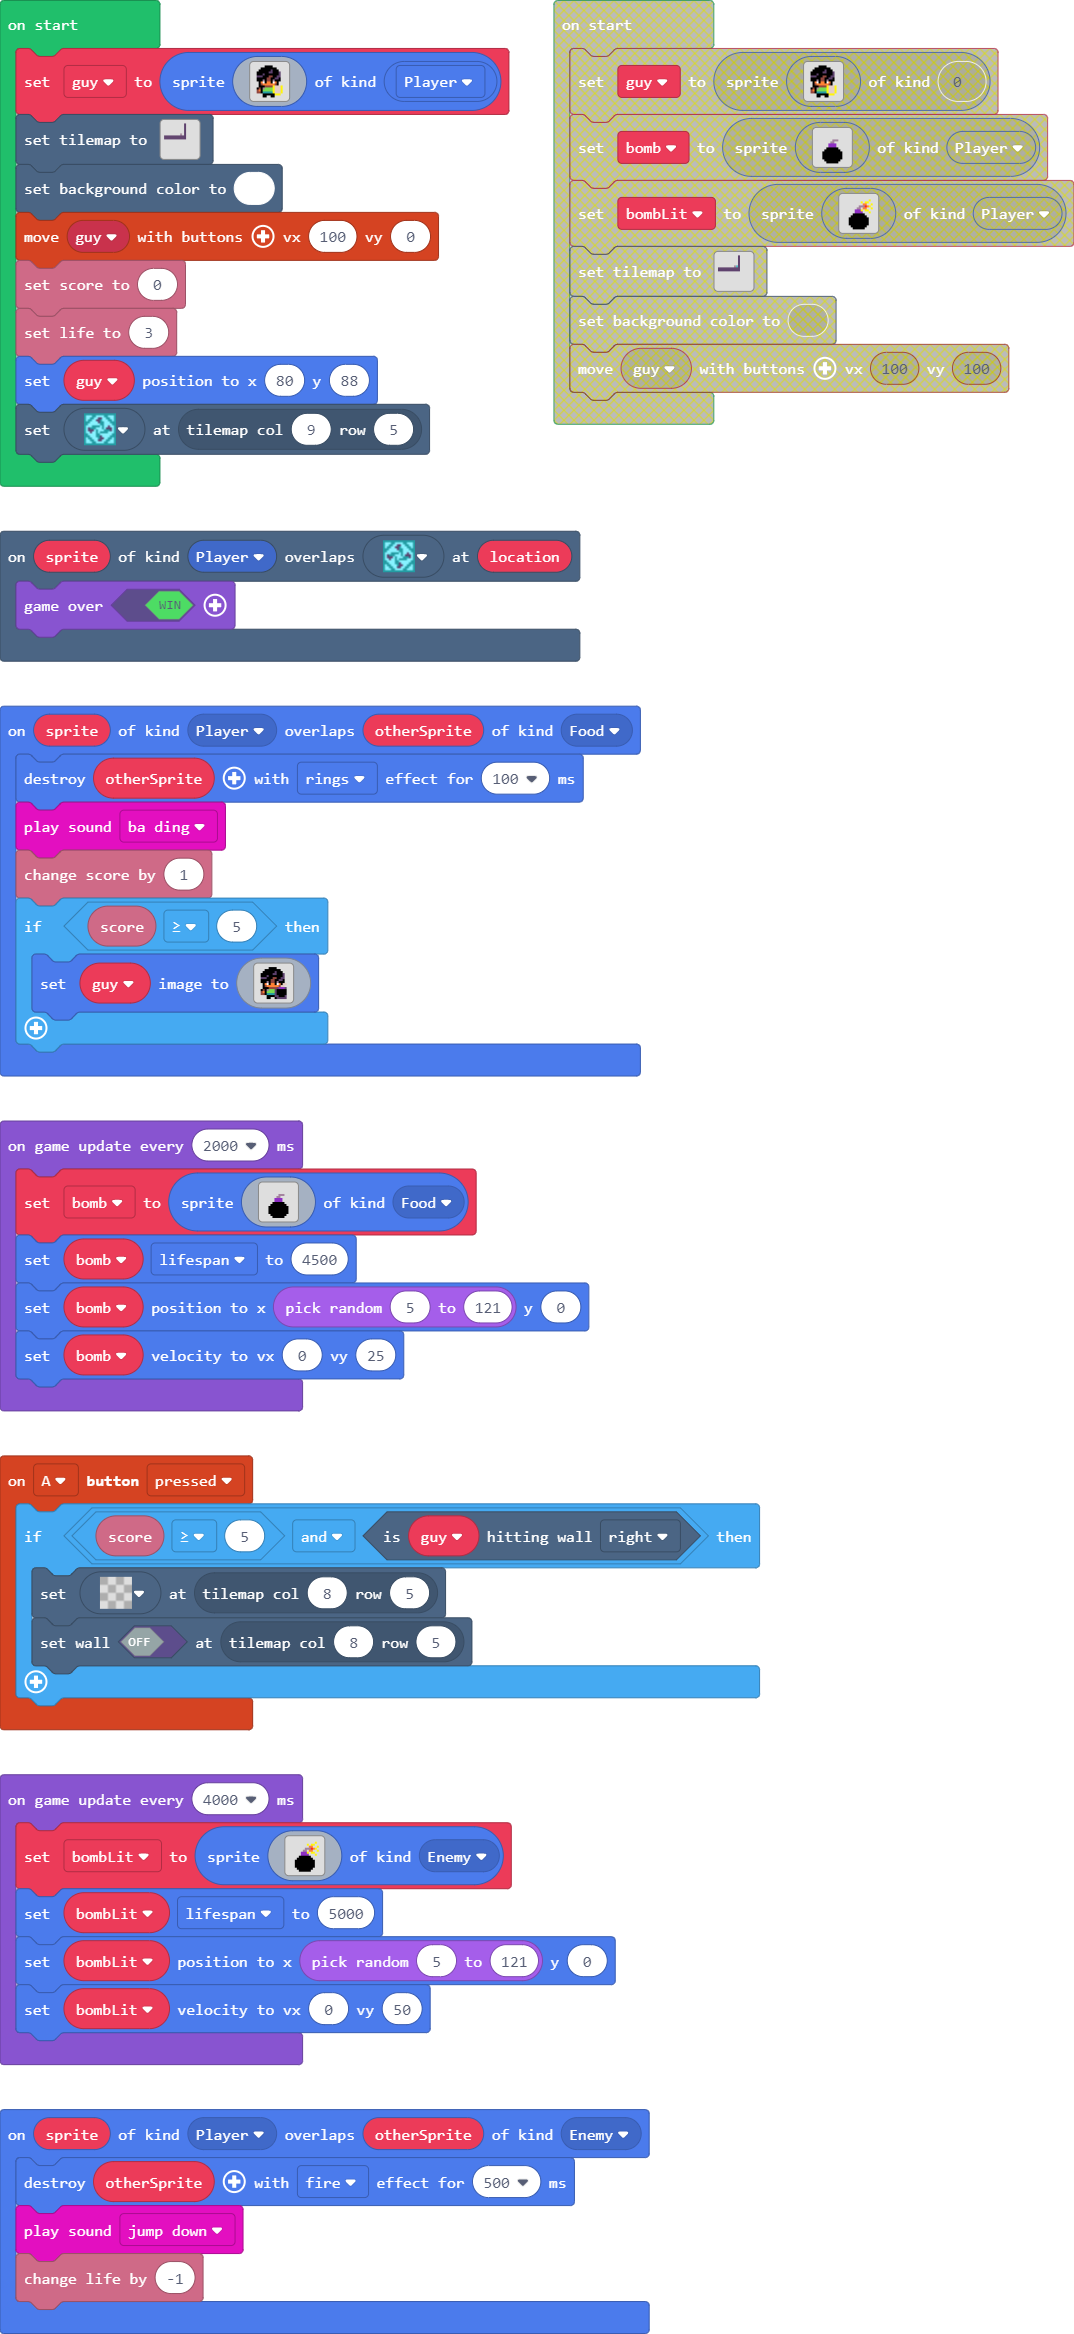 on start
set guy to sprite of kind Player
set tilemap to
set background color to
move guy with buttons vx 100 vy 0
set score to 0
set life to 3
set guy position to x 80 y 88
set at tilemap col 9 row 5
on start
set guy to sprite of kind 0
set bomb to sprite of kind Player
set bombLit to sprite of kind Player
set tilemap to
set background color to
move guy with buttons vx 100 vy 100
on sprite of kind Player overlaps at location
game over WIN
on sprite of kind Player overlaps otherSprite of kind Food
destroy otherSprite with rings effect for 100 ms
play sound ba ding
change score by 1
if score ≥ 5 then
set guy image to
on game update every 2000 ms
set bomb to sprite of kind Food
set bomb lifespan to 4500
set bomb position to x pick random 5 to 121 y 0
set bomb velocity to vx 0 vy 25
on A button pressed
if score ≥ 5 and is guy hitting wall right then
set at tilemap col 8 row 5
set wall OFF at tilemap col 8 row 5
on game update every 4000 ms
set bombLit to sprite of kind Enemy
set bombLit lifespan to 5000
set bombLit position to x pick random 5 to 121 y 0
set bombLit velocity to vx 0 vy 50
on sprite of kind Player overlaps otherSprite of kind Enemy
destroy otherSprite with fire effect for 500 ms
play sound jump down
change life by -1